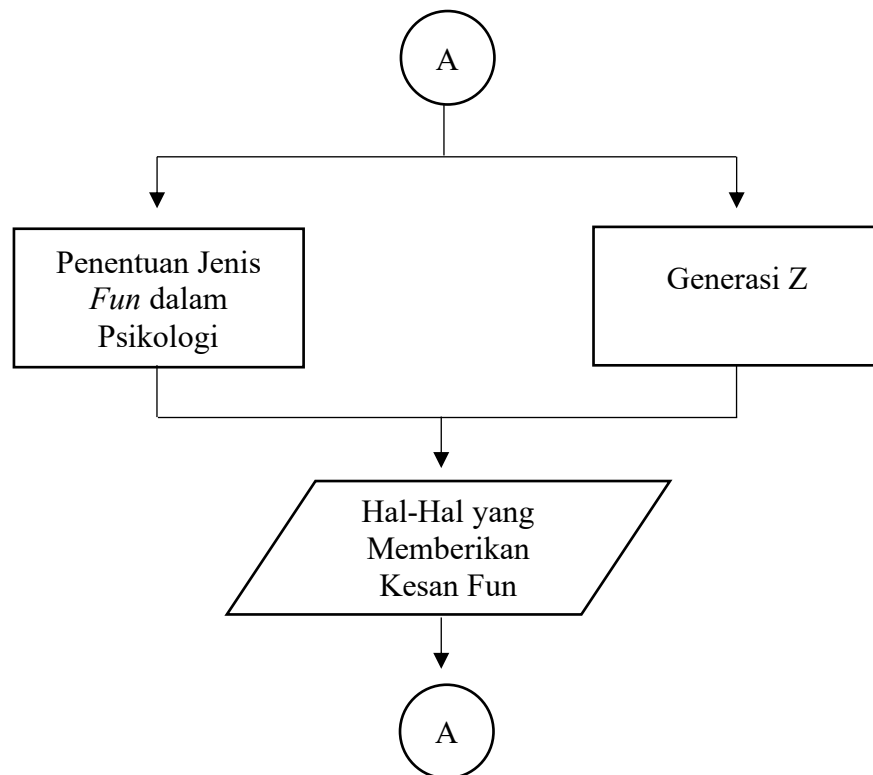 A
Penentuan Jenis
Fun dalam
Psikologi
Generasi Z
Hal-Hal yang
Memberikan
Kesan Fun
A